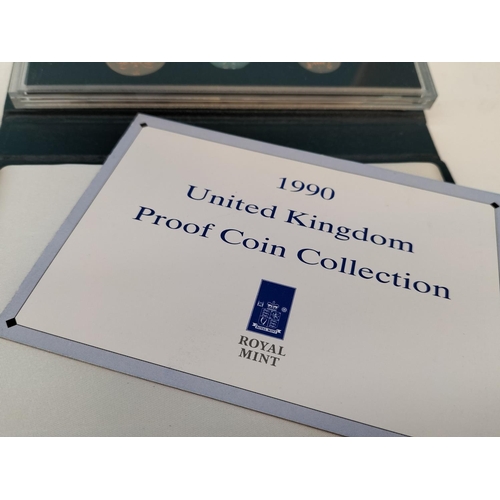 1990
United Kingdom
Proof Coin Collection
ROYAL
MINT